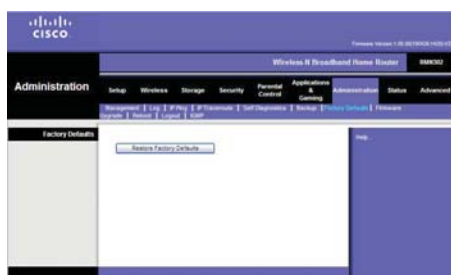 CISCO
Wireless-N Broadband Home Router
Administration
Setup Wireless Storage Security Parental Control Applications & Gaming Administration Status Advanced
Management | Log | IP Ping | IP Traceroute | Self Diagnostics | Backup | Factory Defaults | Firmware
Upgrade | Reboot | Logout | IGMP
Factory Defaults
Restore Factory Defaults
Help...